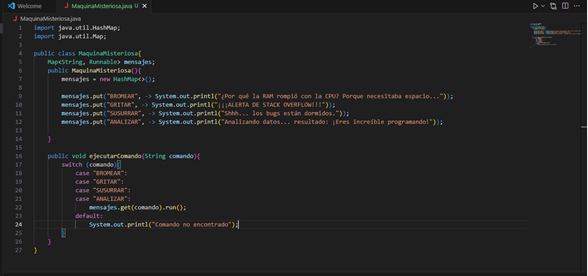 Welcome
MaquinaMisteriosa.java U
MaquinaMisteriosa.java
1 import java.util.HashMap;
2 import java.util.Map;
3
4 public class MaquinaMisteriosa{
5 Map<String, Runnable> mensajes;
6 public MaquinaMisteriosa(){
7 mensajes = new HashMap<>();
8
9 mensajes.put("BROMEAR", -> System.out.printl("¿Por qué la RAM rompió con la CPU? Porque necesitaba espacio..."));
10 mensajes.put("GRITAR", -> System.out.printl("¡¡¡ALERTA DE STACK OVERFLOW!!!"));
11 mensajes.put("SUSURRAR", -> System.out.printl("Shhh... los bugs están dormidos."));
12 mensajes.put("ANALIZAR", -> System.out.printl("Analizando datos... resultado: ¡Eres increíble programando!"));
13
14 }
15
16 public void ejecutarComando(String comando){
17 switch (comando){
18 case "BROMEAR":
19 case "GRITAR":
20 case "SUSURRAR":
21 case "ANALIZAR":
22 mensajes.get(comando).run();
23 default:
24 System.out.printl("Comando no encontrado");
25 }
26 }
27 }